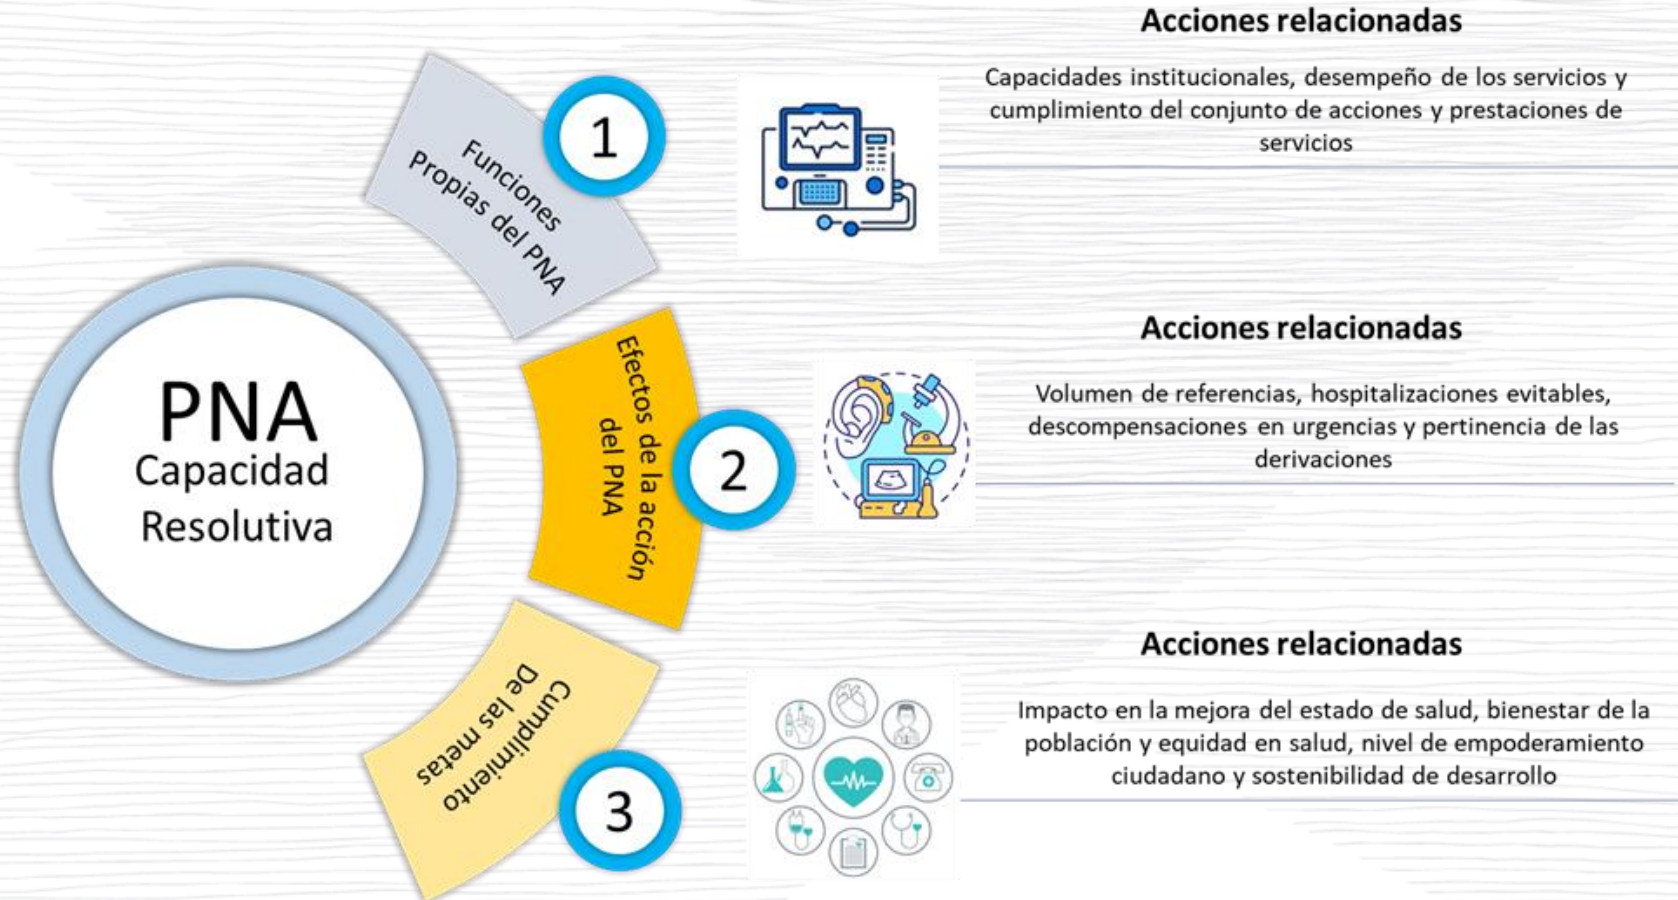 PNA
Capacidad
Resolutiva
Funciones
Propias del PNA
1
Acciones relacionadas
Capacidades institucionales, desempeño de los servicios y
cumplimiento del conjunto de acciones y prestaciones de
servicios
Efectos de la acción
del PNA
2
Acciones relacionadas
Volumen de referencias, hospitalizaciones evitables,
descompensaciones en urgencias y pertinencia de las
derivaciones
Cumplimiento
De las metas
3
Acciones relacionadas
Impacto en la mejora del estado de salud, bienestar de la
población y equidad en salud, nivel de empoderamiento
ciudadano y sostenibilidad de desarrollo